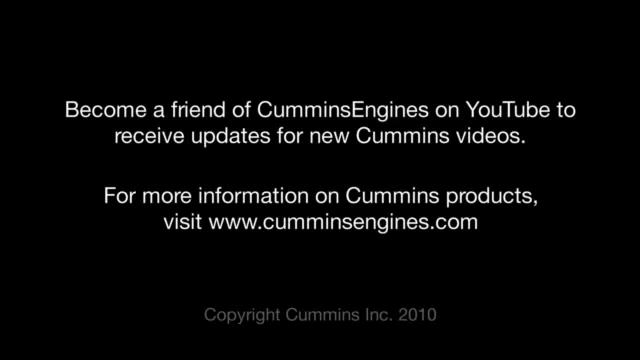 Become a friend of CumminsEngines on YouTube to
receive updates for new Cummins videos.
For more information on Cummins products,
visit www.cumminsengines.com
Copyright Cummins Inc. 2010